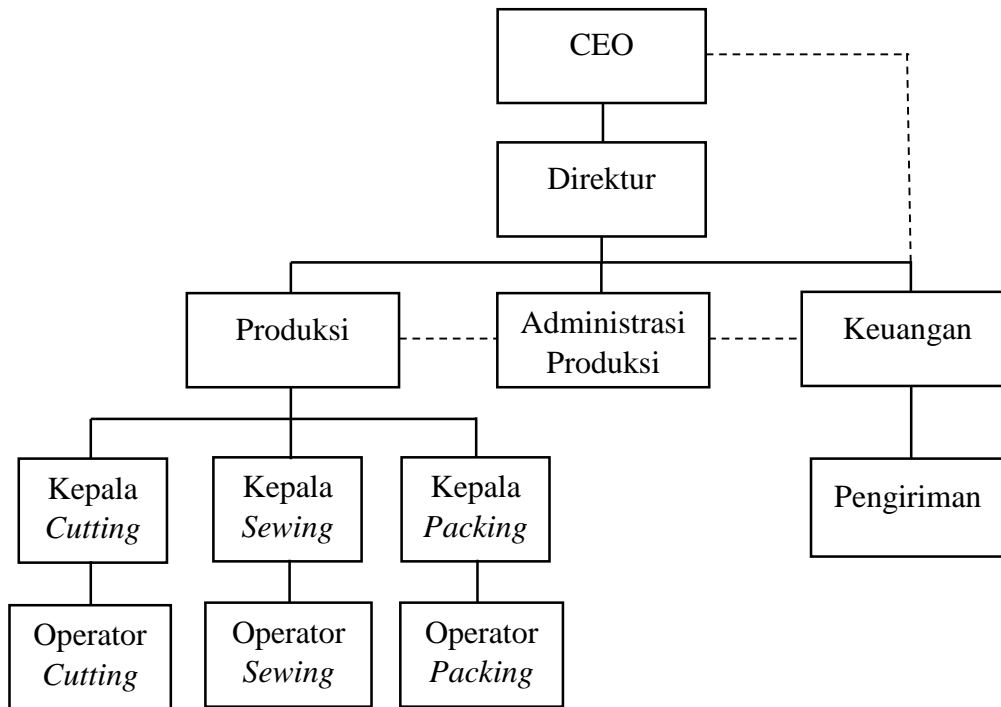 CEO
Direktur
Produksi
Administrasi
Produksi
Keuangan
Kepala
Cutting
Kepala
Sewing
Kepala
Packing
Pengiriman
Operator
Cutting
Operator
Sewing
Operator
Packing